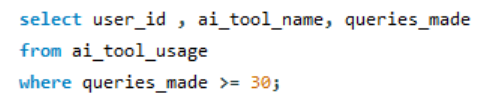 select user_id , ai_tool_name, queries_made
from ai_tool_usage
where queries_made >= 30;